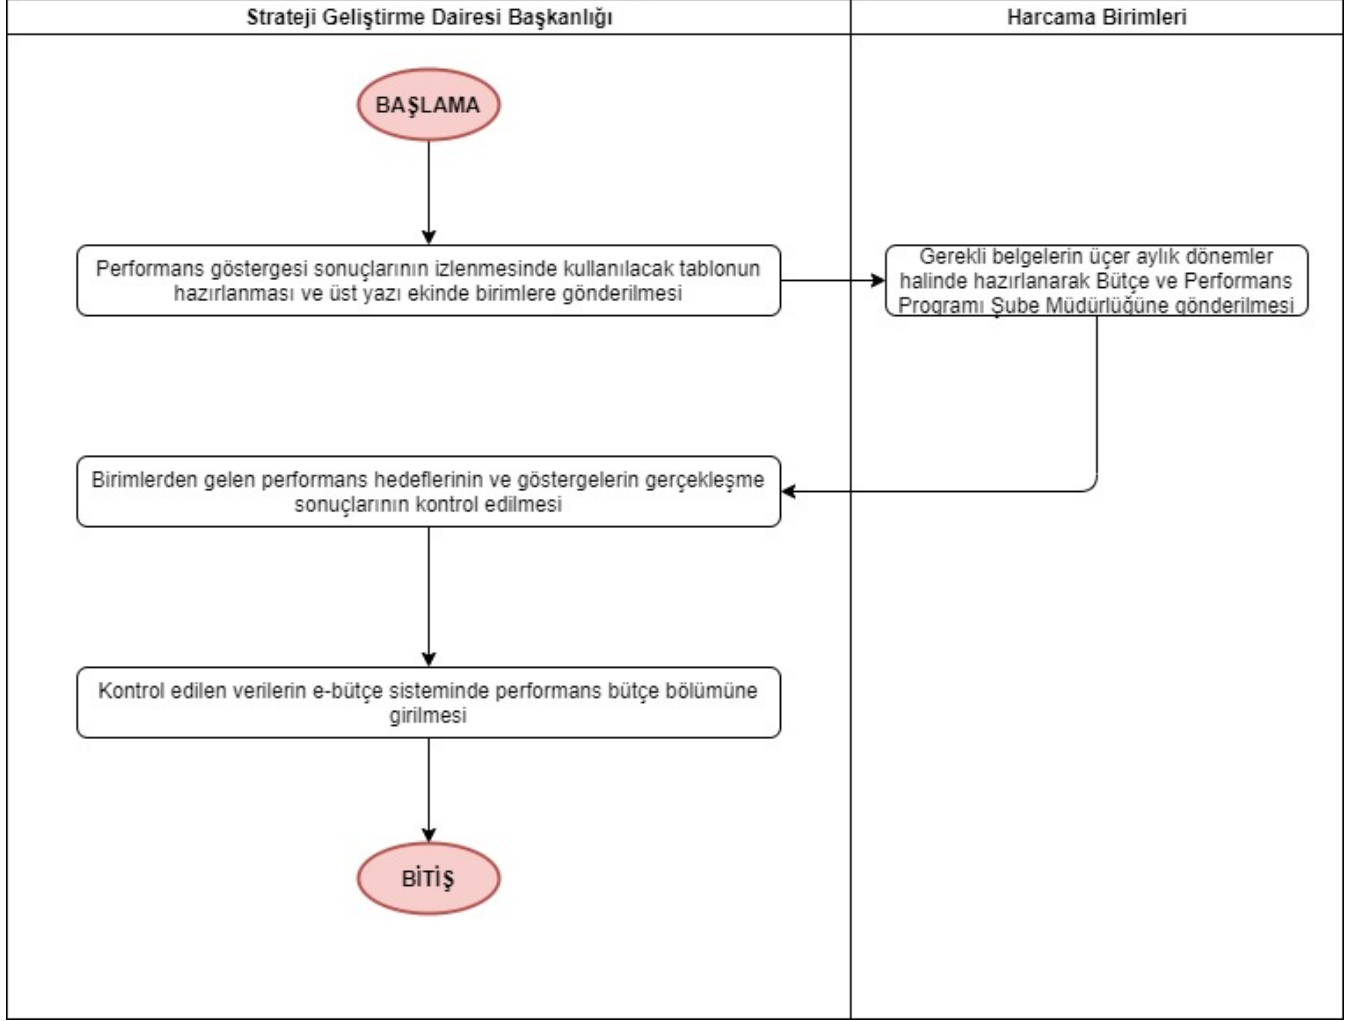 Strateji Geliştirme Dairesi Başkanlığı
Harcama Birimleri
BAŞLAMA
Performans göstergesi sonuçlarının izlenmesinde kullanılacak tablonun
hazırlanması ve üst yazı ekinde birimlere gönderilmesi
Gerekli belgelerin üçer aylık dönemler
halinde hazırlanarak Bütçe ve Performans
Programı Şube Müdürlüğüne gönderilmesi
Birimlerden gelen performans hedeflerinin ve göstergelerin gerçekleşme
sonuçlarının kontrol edilmesi
Kontrol edilen verilerin e-bütçe sisteminde performans bütçe bölümüne
girilmesi
BİTİŞ